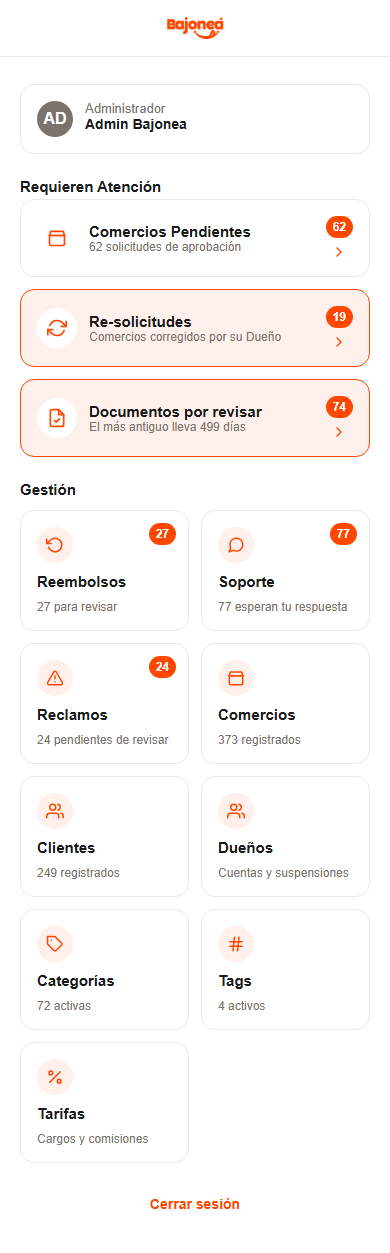 Bajoneá
AD
Administrador
Admin Bajonea
Requieren Atención
Comercios Pendientes
62 solicitudes de aprobación
62
Re-solicitudes
Comercios corregidos por su Dueño
19
Documentos por revisar
El más antiguo lleva 499 días
74
Gestión
27
Reembolsos
27 para revisar
77
Soporte
77 esperan tu respuesta
24
Reclamos
24 pendientes de revisar
Comercios
373 registrados
Clientes
249 registrados
Dueños
Cuentas y suspensiones
Categorías
72 activas
Tags
4 activos
Tarifas
Cargos y comisiones
Cerrar sesión